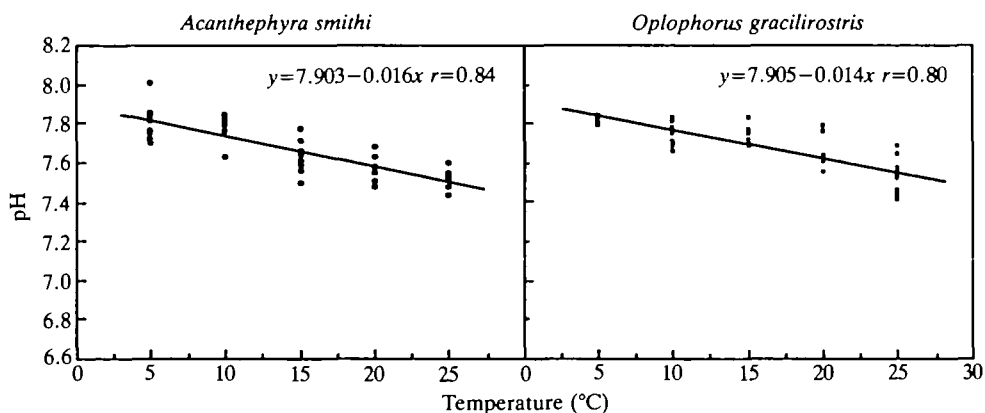 Acanthephyra smithi
Oplophorus gracilirostris
y=7.903−0.016x r=0.84
y=7.905−0.014x r=0.80
8.2
8.0
7.8
7.6
7.4
7.2
7.0
6.8
6.6
pH
0 5 10 15 20 25 0 5 10 15 20 25 30
Temperature (°C)